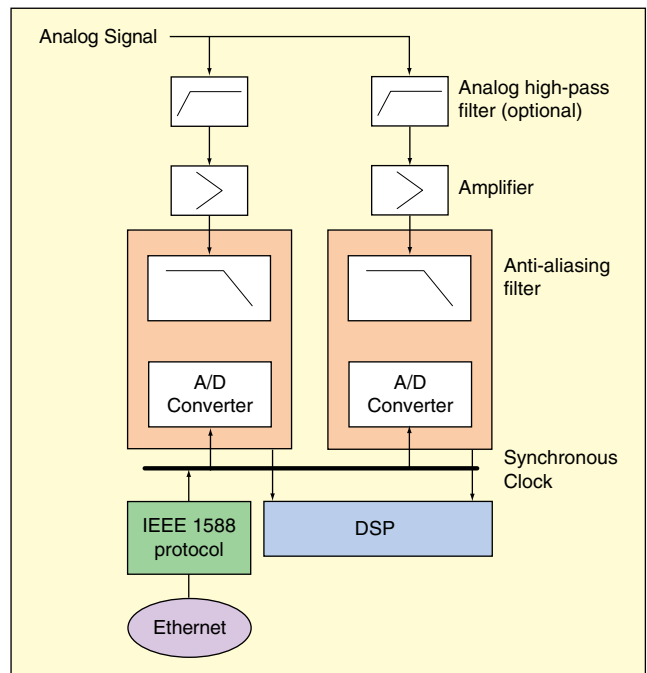 Analog Signal
Analog high-pass
filter (optional)
Amplifier
Anti-aliasing
filter
A/D
Converter
A/D
Converter
Synchronous
Clock
IEEE 1588
protocol
DSP
Ethernet